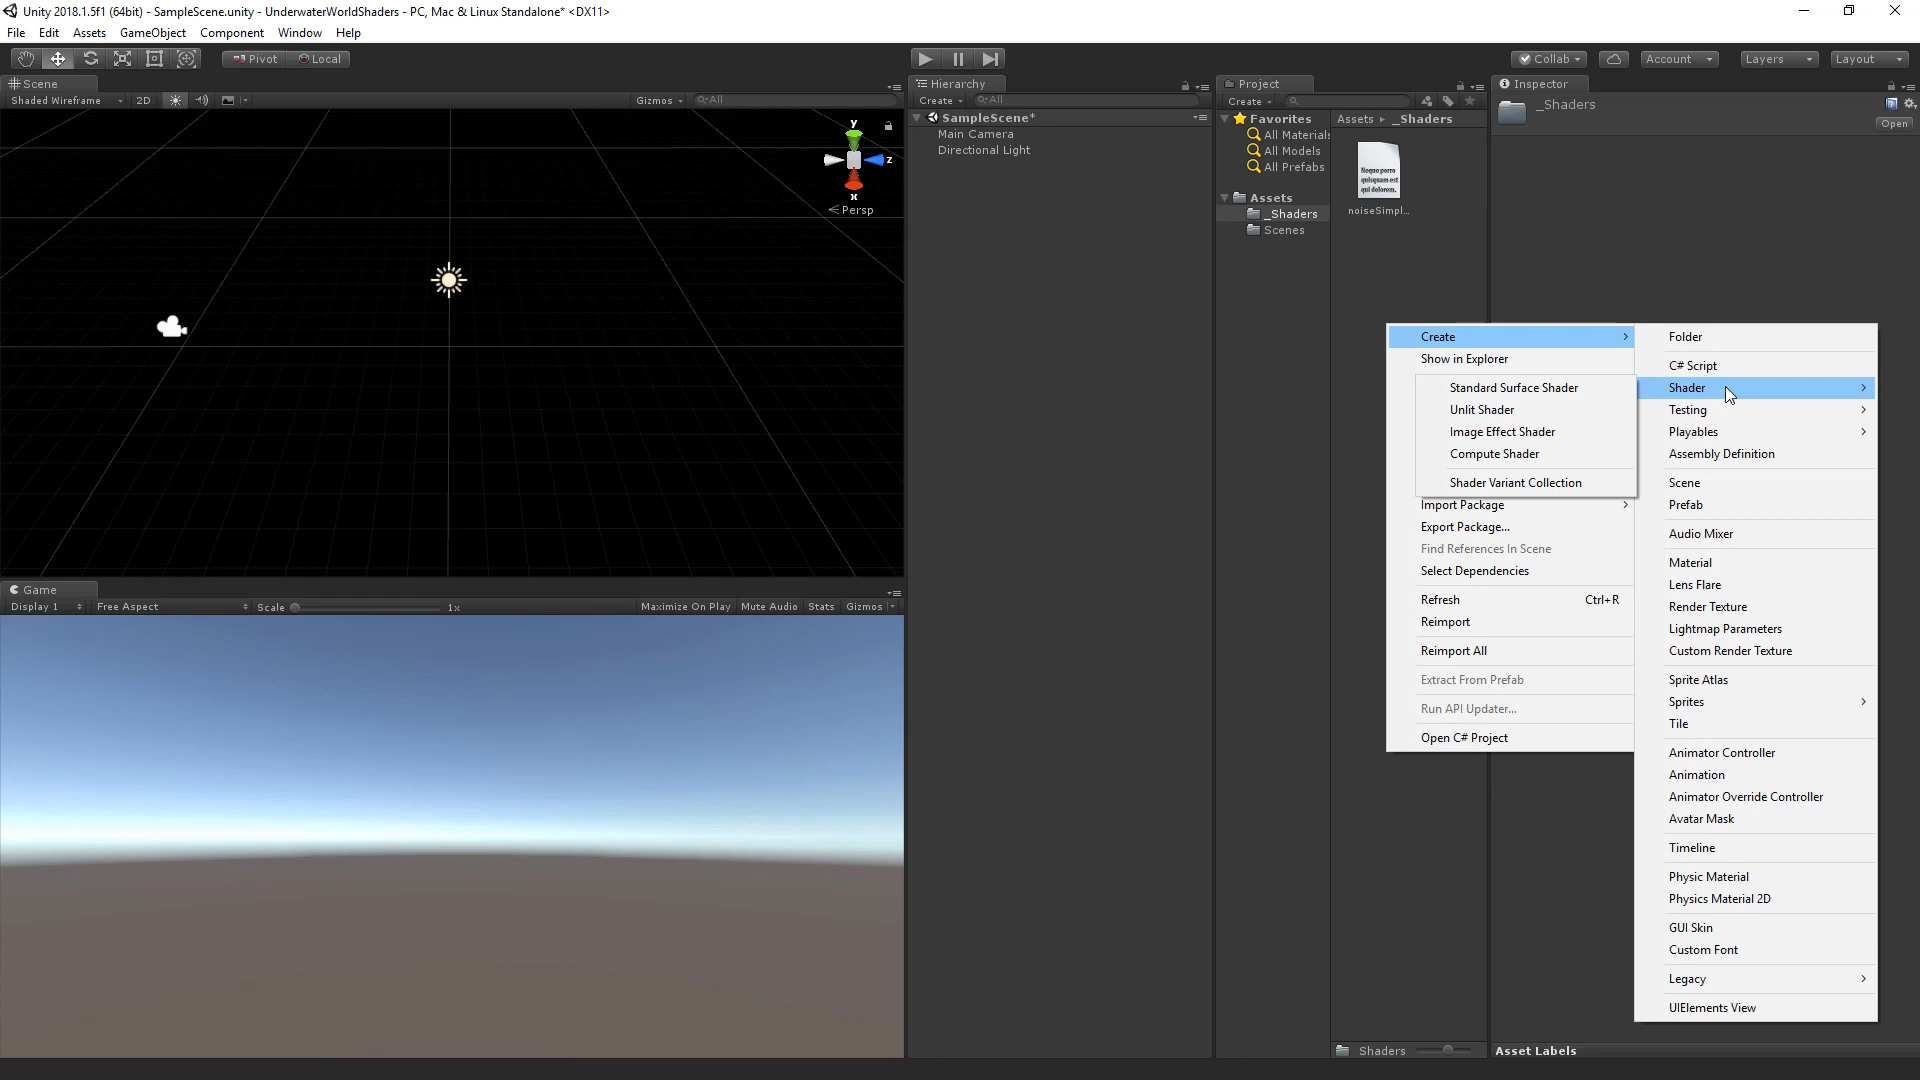 Unity 2018.1.5f1 (64bit) - SampleScene.unity - UnderwaterWorldShaders - PC, Mac & Linux Standalone* <DX11>
File Edit Assets GameObject Component Window Help
Pivot Local Collab Account Layers Layout
Scene
Shaded Wireframe 2D Gizmos All
y
z
x
Persp
Game
Display 1 Free Aspect Scale 1x Maximize On Play Mute Audio Stats Gizmos
Hierarchy
Create All
SampleScene*
Main Camera
Directional Light
Project
Create
Favorites
All Materials
All Models
All Prefabs
Assets
_Shaders
Scenes
Assets _Shaders
Neque porro
quisquam est
qui dolorem.
noiseSimpl...
Shaders
Inspector
_Shaders
Open
Asset Labels
Create
Show in Explorer
Import Package
Export Package...
Find References In Scene
Select Dependencies
Refresh Ctrl+R
Reimport
Reimport All
Extract From Prefab
Run API Updater...
Open C# Project
Standard Surface Shader
Unlit Shader
Image Effect Shader
Compute Shader
Shader Variant Collection
Folder
C# Script
Shader
Testing
Playables
Assembly Definition
Scene
Prefab
Audio Mixer
Material
Lens Flare
Render Texture
Lightmap Parameters
Custom Render Texture
Sprite Atlas
Sprites
Tile
Animator Controller
Animation
Animator Override Controller
Avatar Mask
Timeline
Physic Material
Physics Material 2D
GUI Skin
Custom Font
Legacy
UIElements View